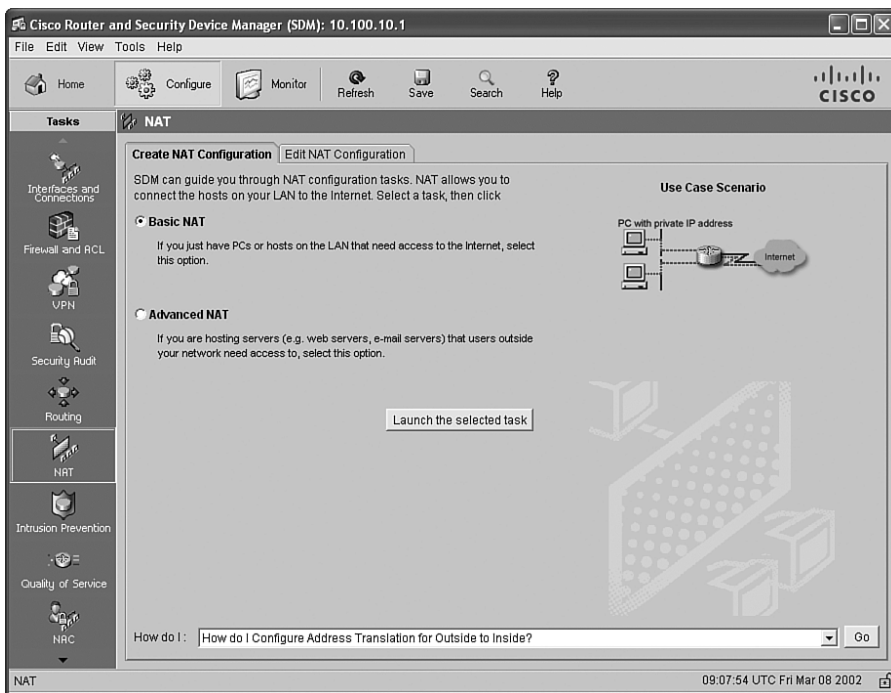 Cisco Router and Security Device Manager (SDM): 10.100.10.1
File Edit View Tools Help
Home
Configure
Monitor
Refresh
Save
Search
Help
CISCO
Tasks
NAT
Interfaces and
Connections
Firewall and ACL
VPN
Security Audit
Routing
NAT
Intrusion Prevention
Quality of Service
NAC
Create NAT Configuration
Edit NAT Configuration
SDM can guide you through NAT configuration tasks. NAT allows you to
connect the hosts on your LAN to the Internet. Select a task, then click
Basic NAT
If you just have PCs or hosts on the LAN that need access to the Internet, select
this option.
Advanced NAT
If you are hosting servers (e.g. web servers, e-mail servers) that users outside
your network need access to, select this option.
Launch the selected task
Use Case Scenario
PC with private IP address
Internet
How do I :
How do I Configure Address Translation for Outside to Inside?
Go
NAT
09:07:54 UTC Fri Mar 08 2002